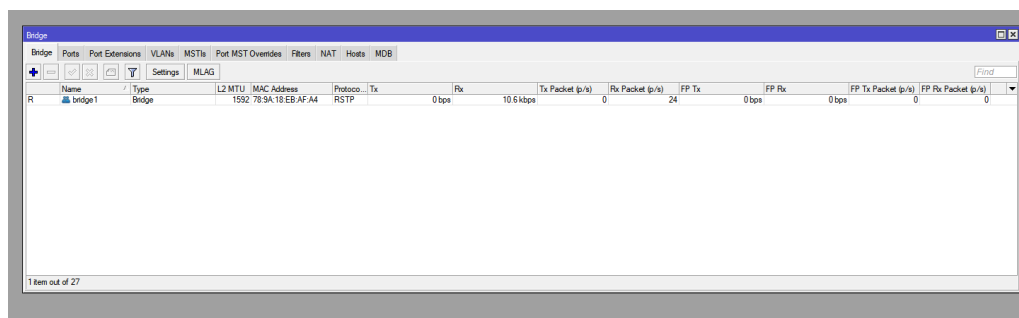 Bridge
Bridge Ports Port Extensions VLANs MSTIs Port MST Overrides Filters NAT Hosts MDB
Settings MLAG Find
Name Type L2 MTU MAC Address Protoco... Tx Rx Tx Packet (p/s) Rx Packet (p/s) FP Tx FP Rx FP Tx Packet (p/s) FP Rx Packet (p/s)
R bridge1 Bridge 1592 78:9A:18:EB:AF:A4 RSTP 0 bps 10.6 kbps 0 24 0 bps 0 bps 0 0
1 item out of 27